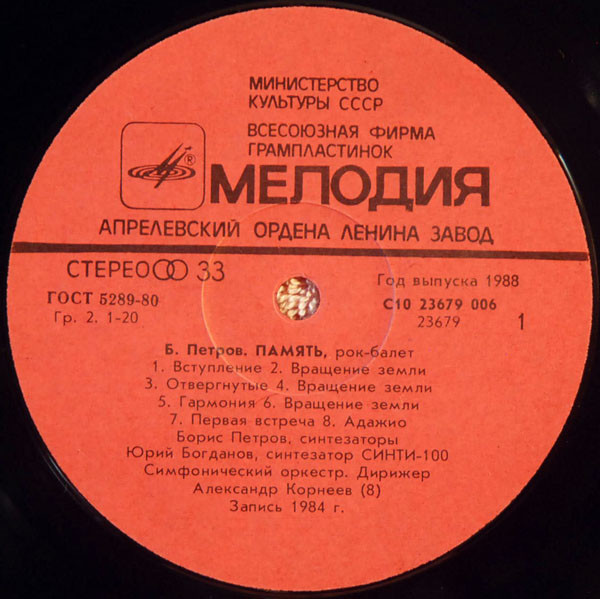 МИНИСТЕРСТВО
КУЛЬТУРЫ СССР
ВСЕСОЮЗНАЯ ФИРМА
ГРАМПЛАСТИНОК
®
МЕЛОДИЯ
АПРЕЛЕВСКИЙ ОРДЕНА ЛЕНИНА ЗАВОД
СТЕРЕО 33
Год выпуска 1988
ГОСТ 5289-80
С10 23679 006
Гр. 2. 1-20
23679
1
Б. Петров. ПАМЯТЬ, рок-балет
1. Вступление 2. Вращение земли
3. Отвергнутые 4. Вращение земли
5. Гармония 6. Вращение земли
7. Первая встреча 8. Адажио
Борис Петров, синтезаторы
Юрий Богданов, синтезатор СИНТИ-100
Симфонический оркестр. Дирижер
Александр Корнеев (8)
Запись 1984 г.